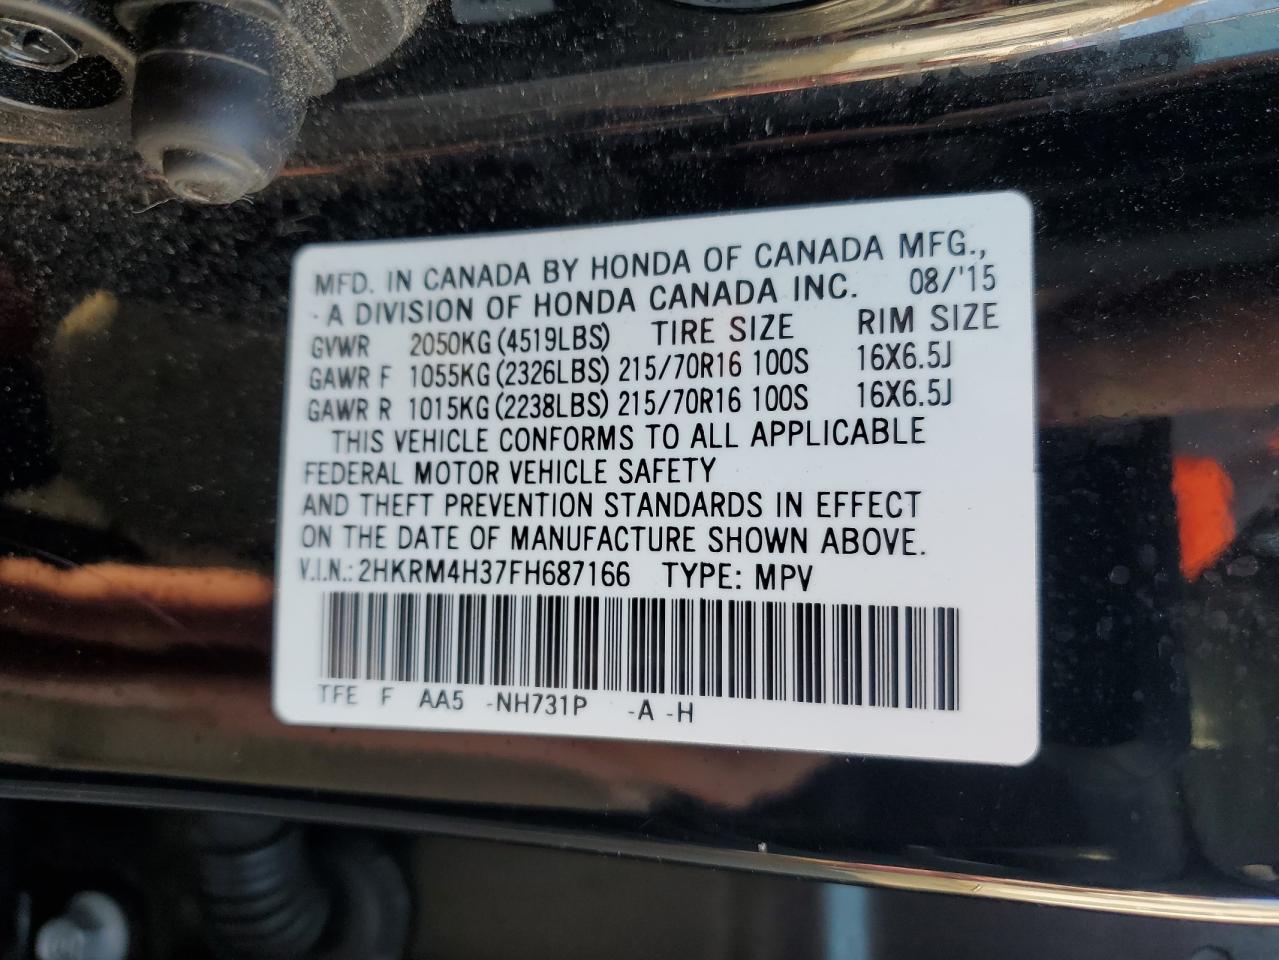 MFD. IN CANADA BY HONDA OF CANADA MFG.,
-A DIVISION OF HONDA CANADA INC. 08/'15
GVWR 2050KG (4519LBS) TIRE SIZE RIM SIZE
GAWR F 1055KG (2326LBS) 215/70R16 100S 16X6.5J
GAWR R 1015KG (2238LBS) 215/70R16 100S 16X6.5J
THIS VEHICLE CONFORMS TO ALL APPLICABLE
FEDERAL MOTOR VEHICLE SAFETY
AND THEFT PREVENTION STANDARDS IN EFFECT
ON THE DATE OF MANUFACTURE SHOWN ABOVE.
V.I.N.: 2HKRM4H37FH687166 TYPE: MPV
TFE F AA5 -NH731P -A -H